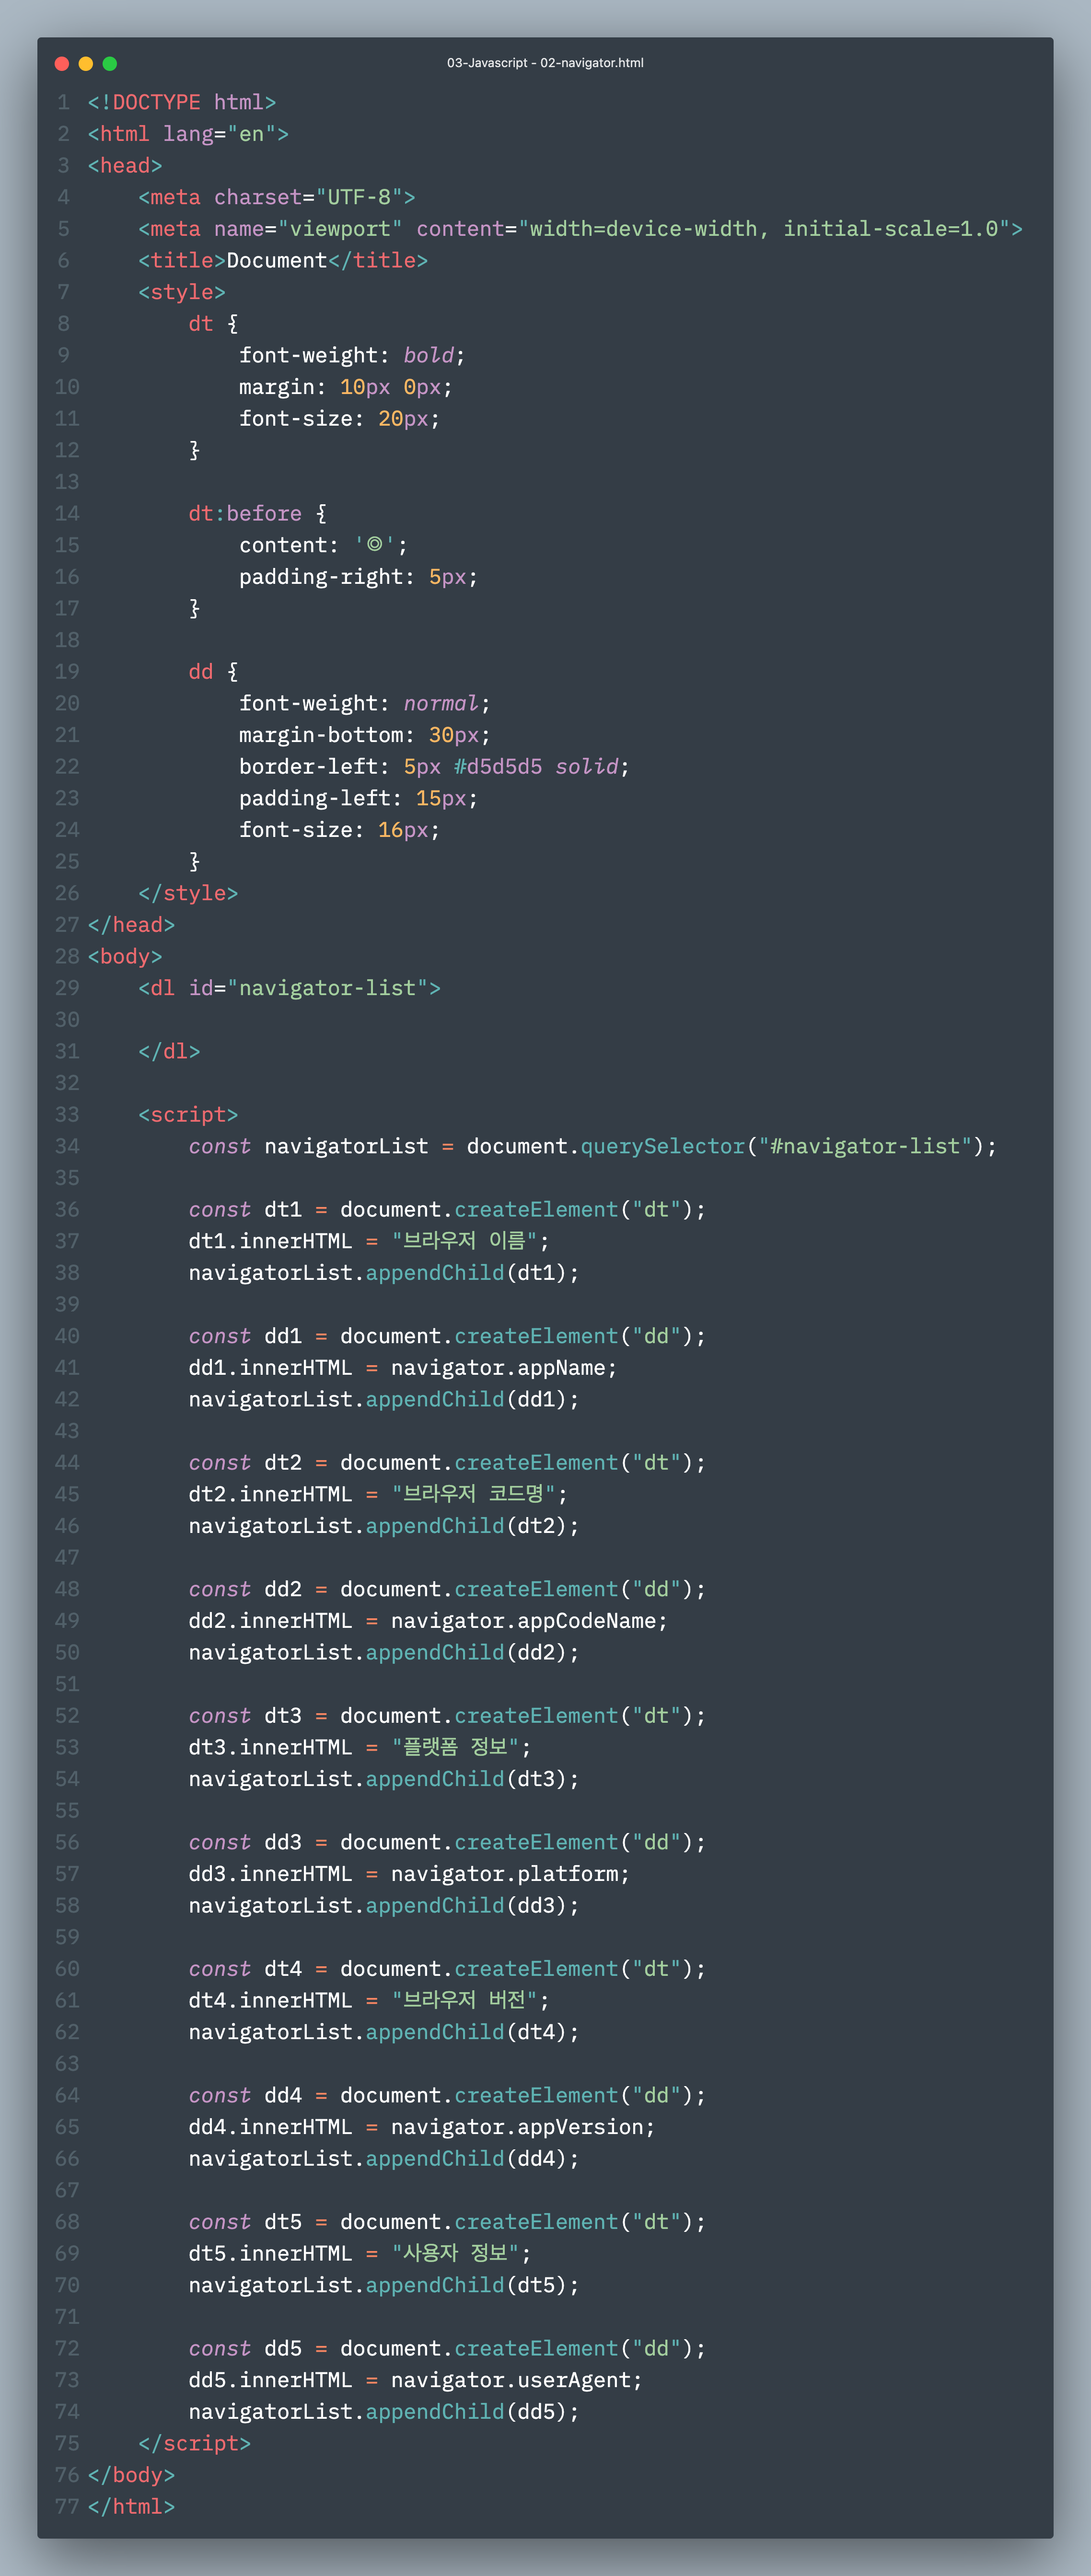 03-Javascript - 02-navigator.html
1 <!DOCTYPE html>
2 <html lang="en">
3 <head>
4     <meta charset="UTF-8">
5     <meta name="viewport" content="width=device-width, initial-scale=1.0">
6     <title>Document</title>
7     <style>
8         dt {
9             font-weight: bold;
10             margin: 10px 0px;
11             font-size: 20px;
12         }
13
14         dt:before {
15             content: '◎';
16             padding-right: 5px;
17         }
18
19         dd {
20             font-weight: normal;
21             margin-bottom: 30px;
22             border-left: 5px #d5d5d5 solid;
23             padding-left: 15px;
24             font-size: 16px;
25         }
26     </style>
27 </head>
28 <body>
29     <dl id="navigator-list">
30
31     </dl>
32
33     <script>
34         const navigatorList = document.querySelector("#navigator-list");
35
36         const dt1 = document.createElement("dt");
37         dt1.innerHTML = "브라우저 이름";
38         navigatorList.appendChild(dt1);
39
40         const dd1 = document.createElement("dd");
41         dd1.innerHTML = navigator.appName;
42         navigatorList.appendChild(dd1);
43
44         const dt2 = document.createElement("dt");
45         dt2.innerHTML = "브라우저 코드명";
46         navigatorList.appendChild(dt2);
47
48         const dd2 = document.createElement("dd");
49         dd2.innerHTML = navigator.appCodeName;
50         navigatorList.appendChild(dd2);
51
52         const dt3 = document.createElement("dt");
53         dt3.innerHTML = "플랫폼 정보";
54         navigatorList.appendChild(dt3);
55
56         const dd3 = document.createElement("dd");
57         dd3.innerHTML = navigator.platform;
58         navigatorList.appendChild(dd3);
59
60         const dt4 = document.createElement("dt");
61         dt4.innerHTML = "브라우저 버전";
62         navigatorList.appendChild(dt4);
63
64         const dd4 = document.createElement("dd");
65         dd4.innerHTML = navigator.appVersion;
66         navigatorList.appendChild(dd4);
67
68         const dt5 = document.createElement("dt");
69         dt5.innerHTML = "사용자 정보";
70         navigatorList.appendChild(dt5);
71
72         const dd5 = document.createElement("dd");
73         dd5.innerHTML = navigator.userAgent;
74         navigatorList.appendChild(dd5);
75     </script>
76 </body>
77 </html>